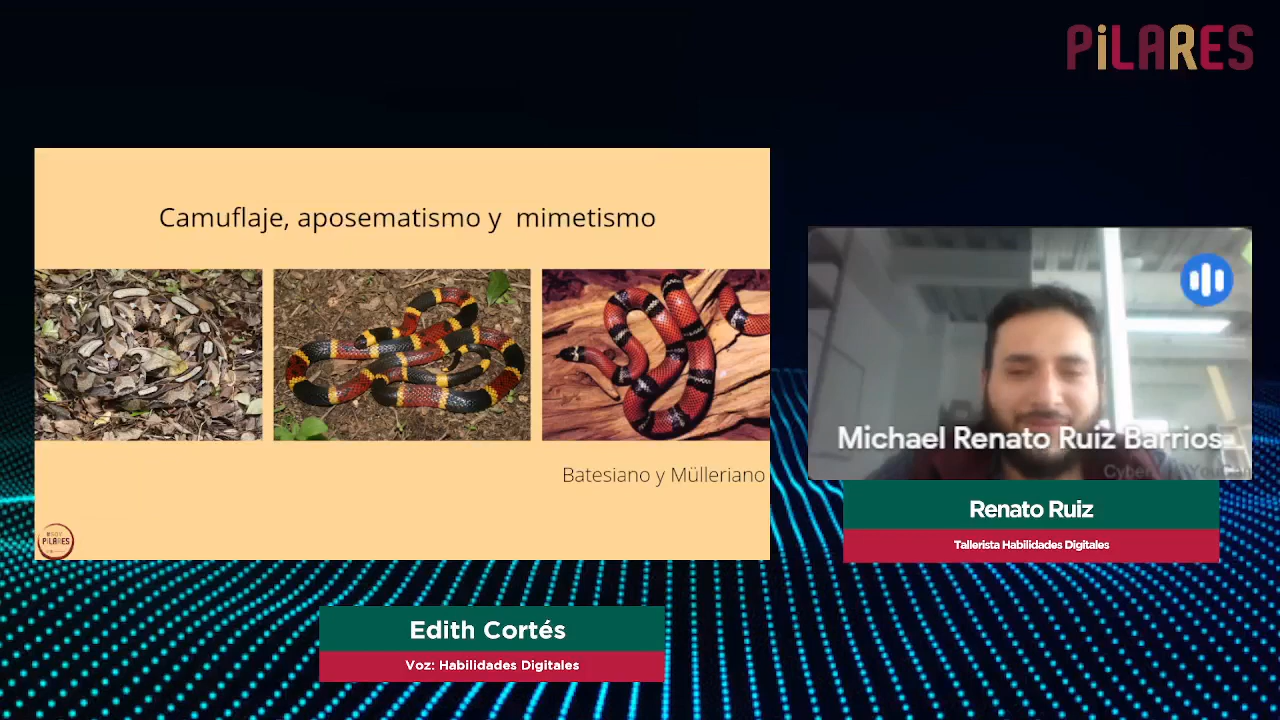 PiLARES
Camuflaje, aposematismo y mimetismo
Batesiano y Mülleriano
PILARES
Michael Renato Ruiz Barrios
Renato Ruiz
Tallerista Habilidades Digitales
Edith Cortés
Voz: Habilidades Digitales